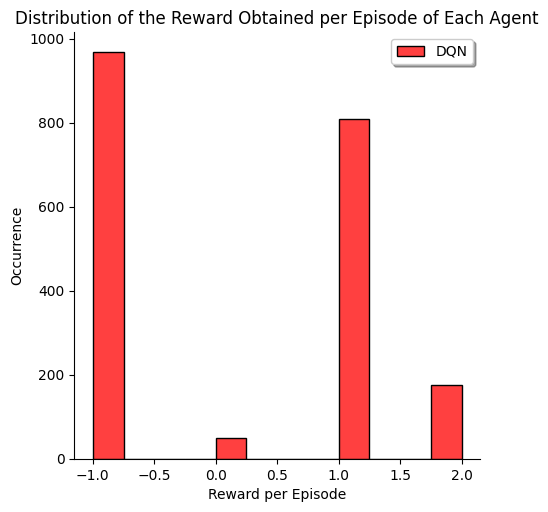 Distribution of the Reward Obtained per Episode of Each Agent
DQN
1000
800
600
400
200
0
Occurrence
−1.0 −0.5 0.0 0.5 1.0 1.5 2.0
Reward per Episode